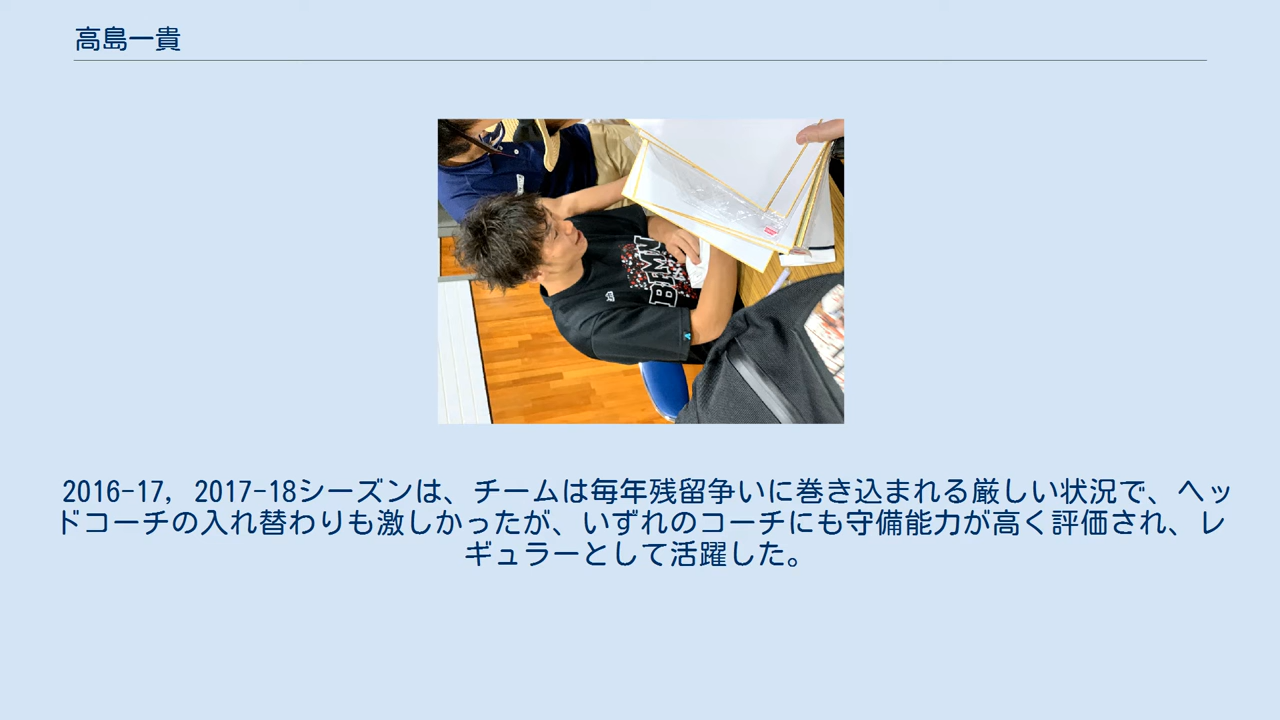 高島一貴
BFMN
2016-17, 2017-18シーズンは、チームは毎年残留争いに巻き込まれる厳しい状況で、ヘッ
ドコーチの入れ替わりも激しかったが、いずれのコーチにも守備能力が高く評価され、レ
ギュラーとして活躍した。